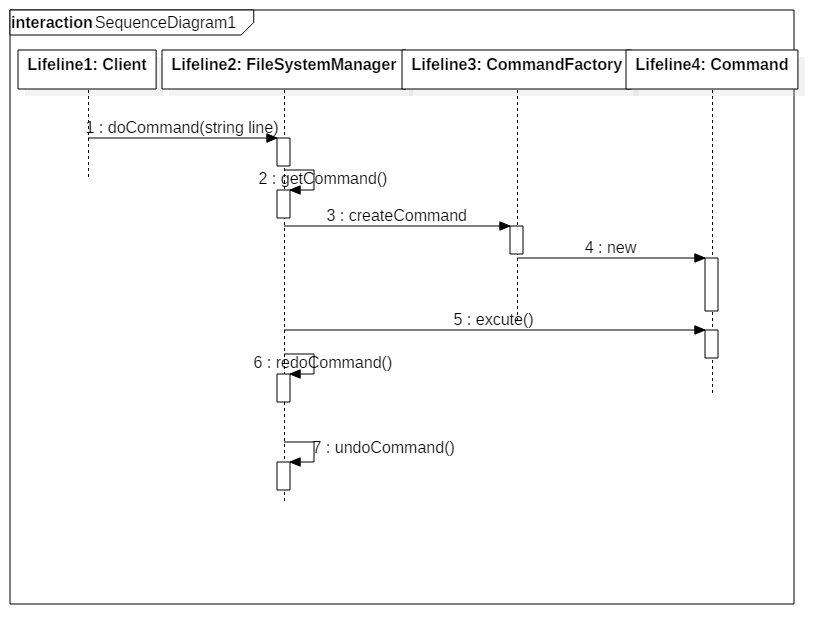 interaction SequenceDiagram1
Lifeline1: Client
Lifeline2: FileSystemManager
Lifeline3: CommandFactory
Lifeline4: Command
1 : doCommand(string line)
2 : getCommand()
3 : createCommand
4 : new
5 : excute()
6 : redoCommand()
7 : undoCommand()